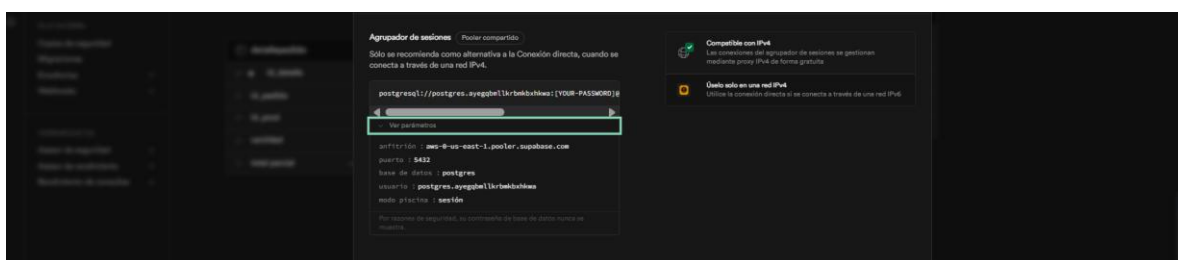 Agrupador de sesiones Pooler compartido
Sólo se recomienda como alternativa a la Conexión directa, cuando se
conecta a través de una red IPv4.
postgresql://postgres.ayegqbmllkrbmkbxhkwa:[YOUR-PASSWORD]@
Ver parámetros
anfitrión : aws-0-us-east-1.pooler.supabase.com
puerto : 5432
base de datos : postgres
usuario : postgres.ayegqbmllkrbmkbxhkwa
modo piscina : sesión
Por razones de seguridad, su contraseña de base de datos nunca se
muestra.
Compatible con IPv4
Las conexiones del agrupador de sesiones se gestionan
mediante proxy IPv4 de forma gratuita
Úselo solo en una red IPv4
Utilice la conexión directa si se conecta a través de una red IPv6